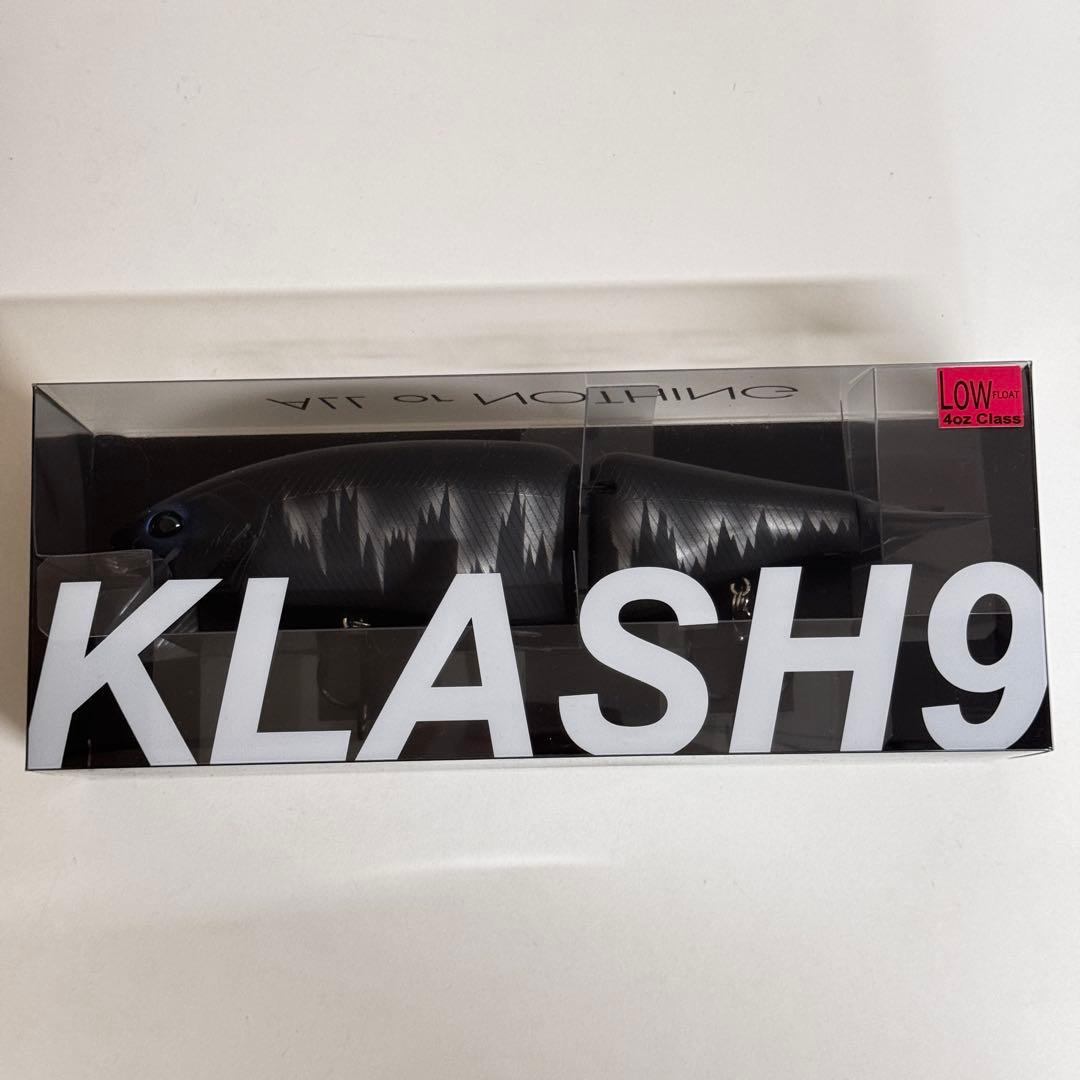 ALL OR NOTHING
LOW FLOAT
4oz Class
KLASH9